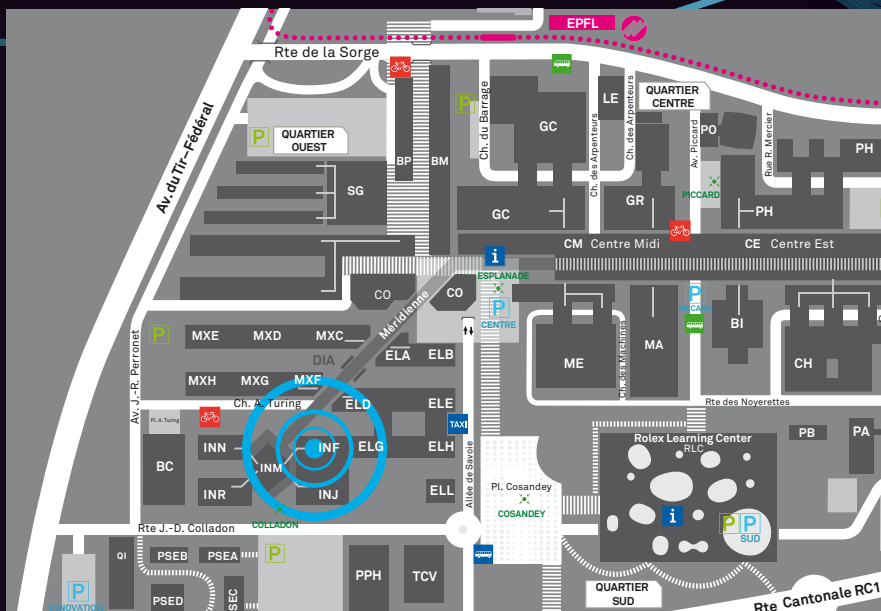 EPFL
Rte de la Sorge
QUARTIER
CENTRE
LE
P
Ch. du Barrage
GC
Ch. des Arpenteurs
Ch. des Arpenteurs
PO
Av. Piccard
Rue R. Mercier
PH
P
QUARTIER
OUEST
Av. du Tir-Fédéral
BP
BM
SG
PICCARD
GC
GR
PH
CM Centre Midi
CE Centre Est
i
ESPLANADE
CO
CO
P
CENTRE
P
Méridienne
P
MXE
MXD
MXC
DIA
ELA
ELB
ME
Ch. des Machines
MA
BI
CH
MXH
MXG
MXF
Av. J.-R. Perronet
Ch. A. Turing
ELD
ELE
Rte des Noyerettes
Pl. A. Turing
TAXI
INN
INF
ELG
ELH
BC
INM
INR
INJ
ELL
Allée de Savoie
Pl. Cosandey
COSANDEY
Rolex Learning Center
RLC
PB
PA
i
P P
SUD
COLLADON
Rte J.-D. Colladon
QI
PSEB
PSEA
P
PPH
TCV
P
PSED
QUARTIER
SUD
Rte Cantonale RC1